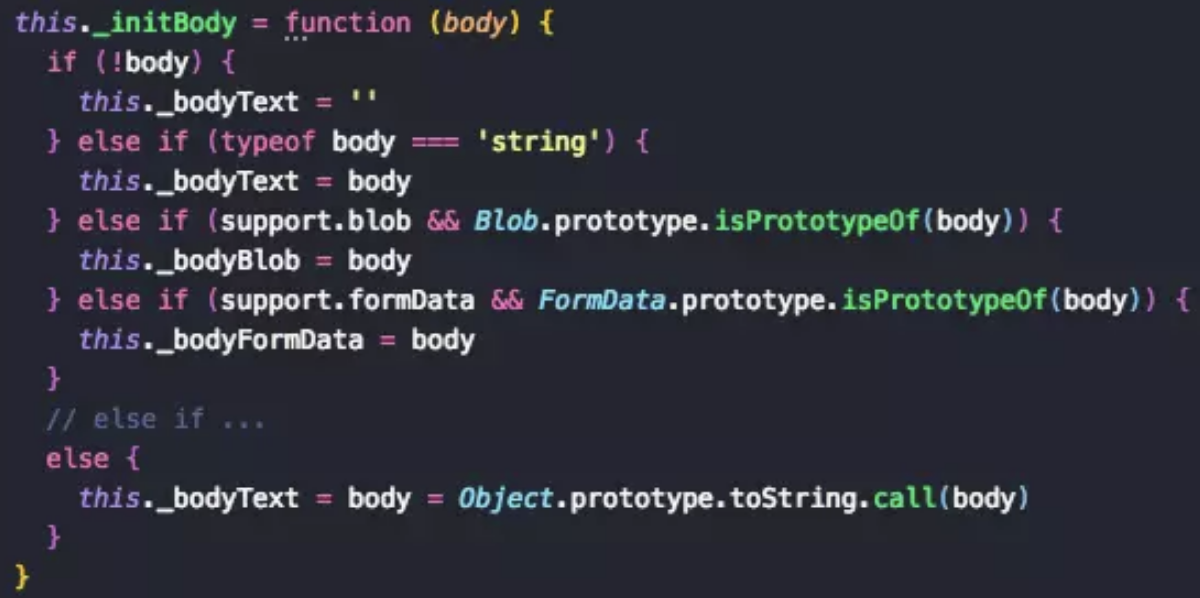 this._initBody = function (body) {
  if (!body) {
    this._bodyText = ''
  } else if (typeof body === 'string') {
    this._bodyText = body
  } else if (support.blob && Blob.prototype.isPrototypeOf(body)) {
    this._bodyBlob = body
  } else if (support.formData && FormData.prototype.isPrototypeOf(body)) {
    this._bodyFormData = body
  }
  // else if ...
  else {
    this._bodyText = body = Object.prototype.toString.call(body)
  }
}